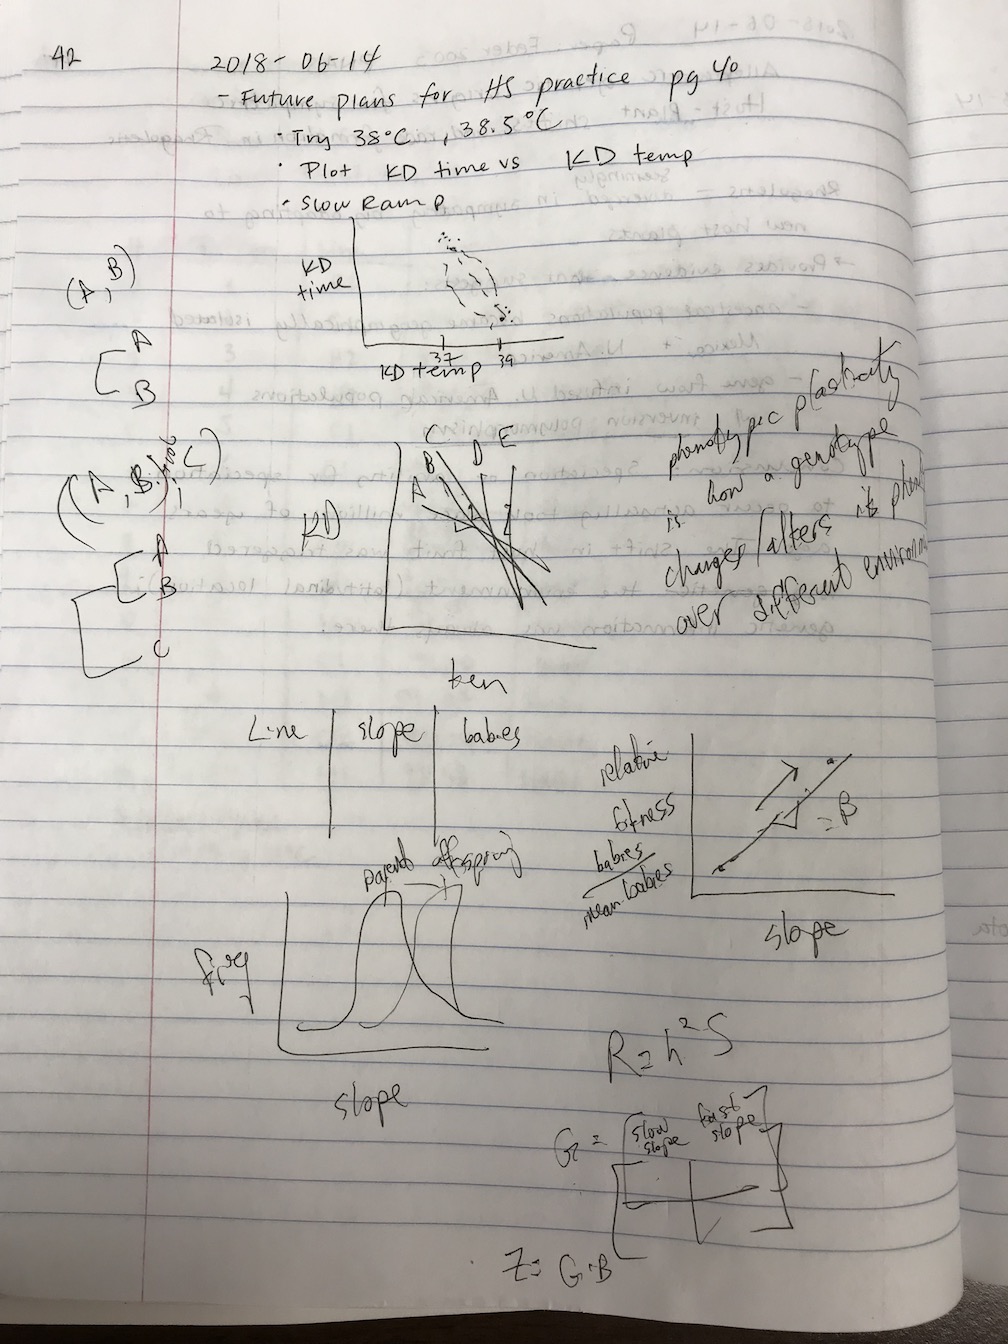 42
2018-06-14
- Future plans for HS practice pg 40
· Try 38°C, 38.5°C
· Plot KD time vs KD temp
· Slow Ramp
KD
time
37 39
KD temp
(A, B)
A
B
((A, B), C)
A
B
C
KD
A B C D E
tem
phenotypic plasticity
is how a genotype
changes/alters its
over different
Line slope babies
relative
fitness
babies
mean babies
= B
slope
parent offspring
freq
slope
R = h² S
G = slow slope fast slope
Z = G·B